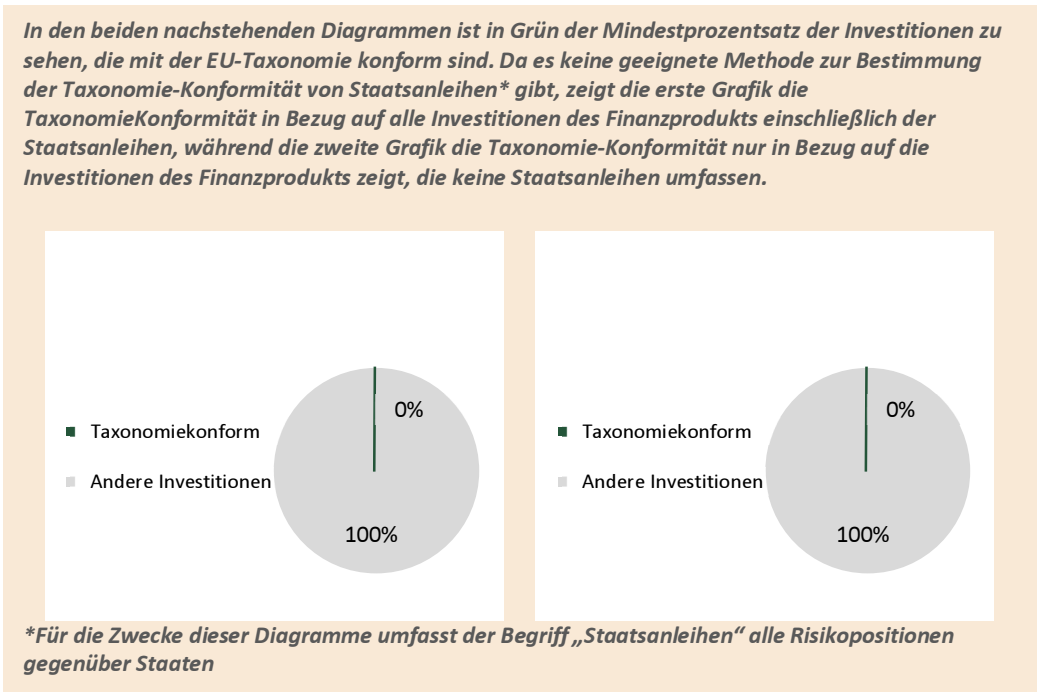 In den beiden nachstehenden Diagrammen ist in Grün der Mindestprozentsatz der Investitionen zu
sehen, die mit der EU-Taxonomie konform sind. Da es keine geeignete Methode zur Bestimmung
der Taxonomie-Konformität von Staatsanleihen* gibt, zeigt die erste Grafik die
TaxonomieKonformität in Bezug auf alle Investitionen des Finanzprodukts einschließlich der
Staatsanleihen, während die zweite Grafik die Taxonomie-Konformität nur in Bezug auf die
Investitionen des Finanzprodukts zeigt, die keine Staatsanleihen umfassen.
0%
Taxonomiekonform
Andere Investitionen
100%
0%
Taxonomiekonform
Andere Investitionen
100%
*Für die Zwecke dieser Diagramme umfasst der Begriff „Staatsanleihen“ alle Risikopositionen
gegenüber Staaten